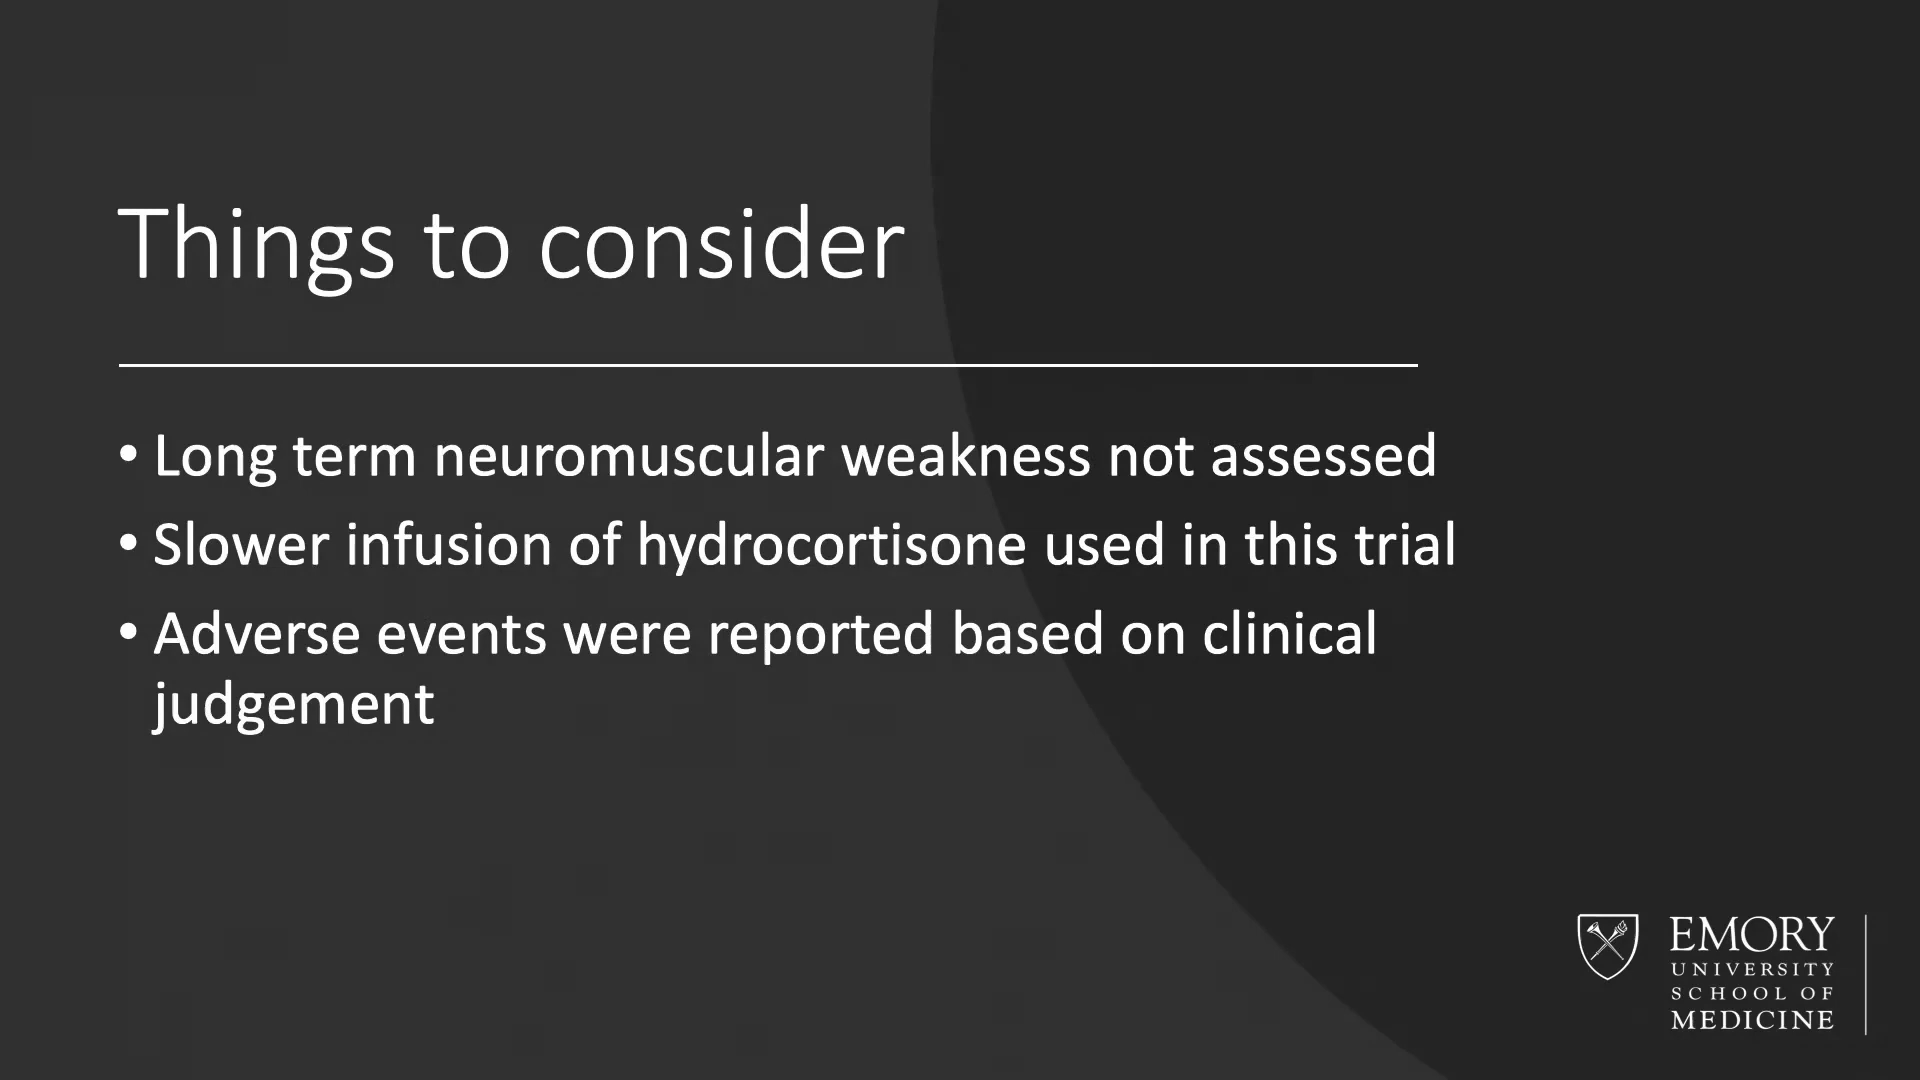 Things to consider
• Long term neuromuscular weakness not assessed
• Slower infusion of hydrocortisone used in this trial
• Adverse events were reported based on clinical
judgement
EMORY
UNIVERSITY
SCHOOL OF
MEDICINE